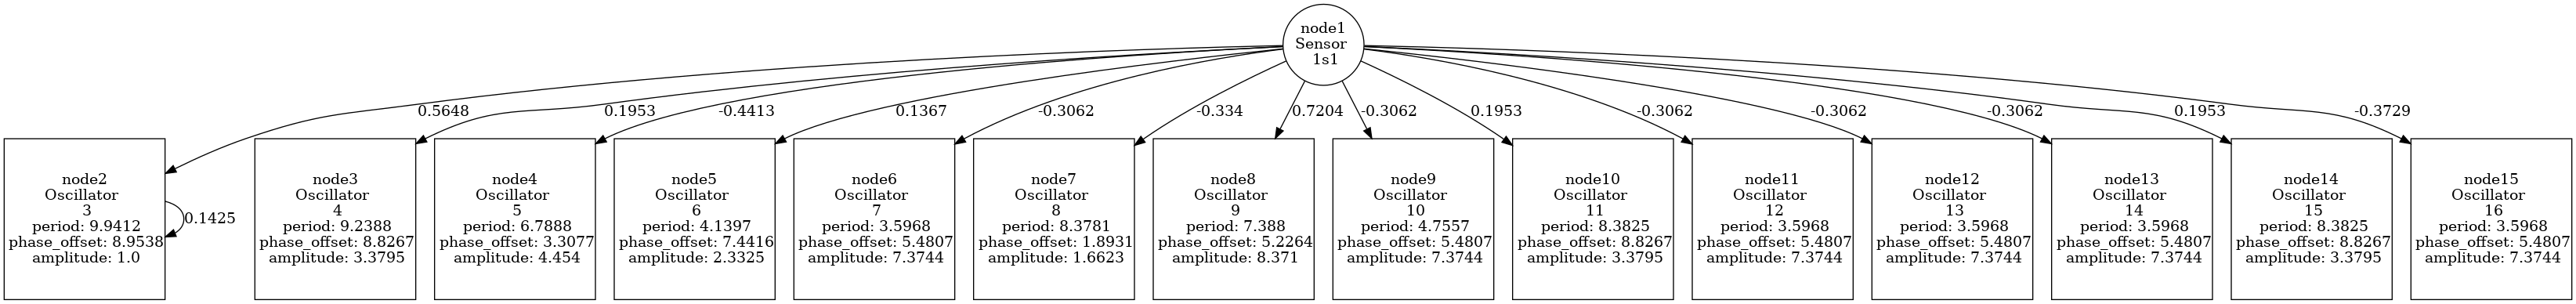 node1
Sensor
1s1
0.5648
0.1953
-0.4413
0.1367
-0.3062
-0.334
0.7204
-0.3062
0.1953
-0.3062
-0.3062
-0.3062
0.1953
-0.3729
node2
Oscillator
3
period: 9.9412
phase_offset: 8.9538
amplitude: 1.0
0.1425
node3
Oscillator
4
period: 9.2388
phase_offset: 8.8267
amplitude: 3.3795
node4
Oscillator
5
period: 6.7888
phase_offset: 3.3077
amplitude: 4.454
node5
Oscillator
6
period: 4.1397
phase_offset: 7.4416
amplitude: 2.3325
node6
Oscillator
7
period: 3.5968
phase_offset: 5.4807
amplitude: 7.3744
node7
Oscillator
8
period: 8.3781
phase_offset: 1.8931
amplitude: 1.6623
node8
Oscillator
9
period: 7.388
phase_offset: 5.2264
amplitude: 8.371
node9
Oscillator
10
period: 4.7557
phase_offset: 5.4807
amplitude: 7.3744
node10
Oscillator
11
period: 8.3825
phase_offset: 8.8267
amplitude: 3.3795
node11
Oscillator
12
period: 3.5968
phase_offset: 5.4807
amplitude: 7.3744
node12
Oscillator
13
period: 3.5968
phase_offset: 5.4807
amplitude: 7.3744
node13
Oscillator
14
period: 3.5968
phase_offset: 5.4807
amplitude: 7.3744
node14
Oscillator
15
period: 8.3825
phase_offset: 8.8267
amplitude: 3.3795
node15
Oscillator
16
period: 3.5968
phase_offset: 5.4807
amplitude: 7.3744